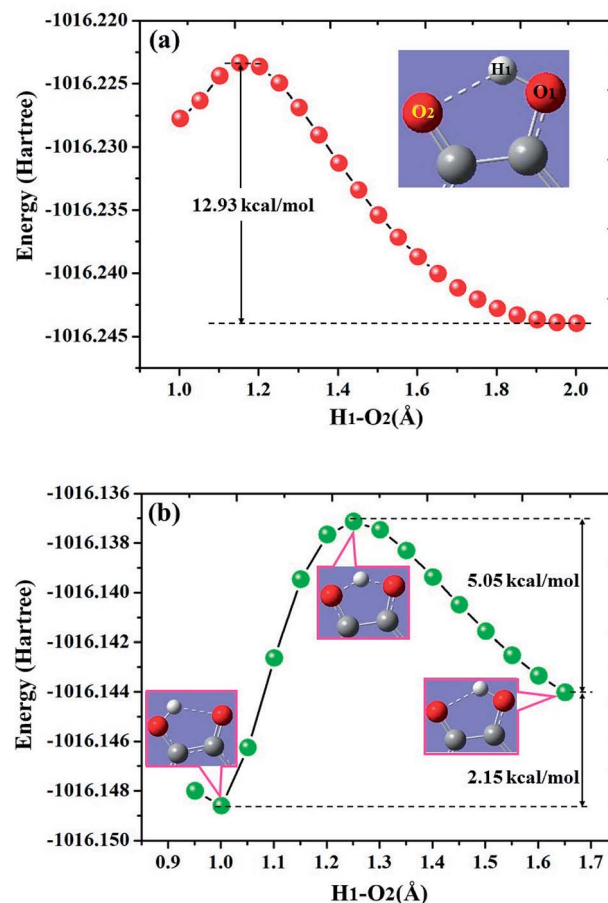 (a)
Energy (Hartree)
-1016.220
-1016.225
-1016.230
-1016.235
-1016.240
-1016.245
12.93 kcal/mol
H1
O1
O2
1.0 1.2 1.4 1.6 1.8 2.0
H1-O2(Å)
(b)
Energy (Hartree)
-1016.136
-1016.138
-1016.140
-1016.142
-1016.144
-1016.146
-1016.148
-1016.150
5.05 kcal/mol
2.15 kcal/mol
0.9 1.0 1.1 1.2 1.3 1.4 1.5 1.6 1.7
H1-O2(Å)